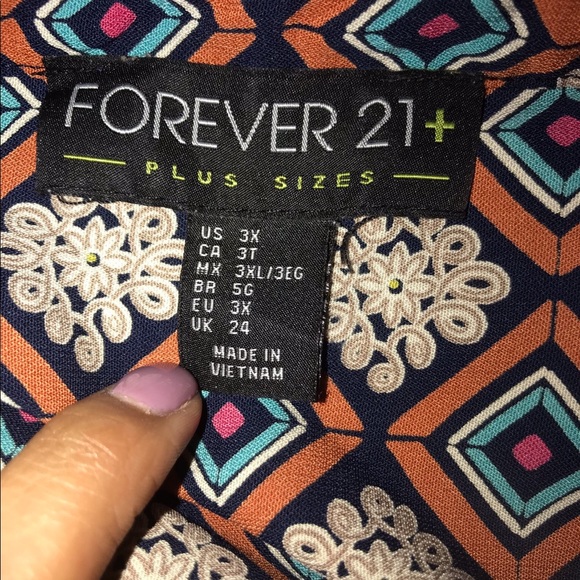 FOREVER 21+
PLUS SIZES
US 3X
CA 3T
MX 3XL/3EG
BR 5G
EU 3X
UK 24
MADE IN
VIETNAM